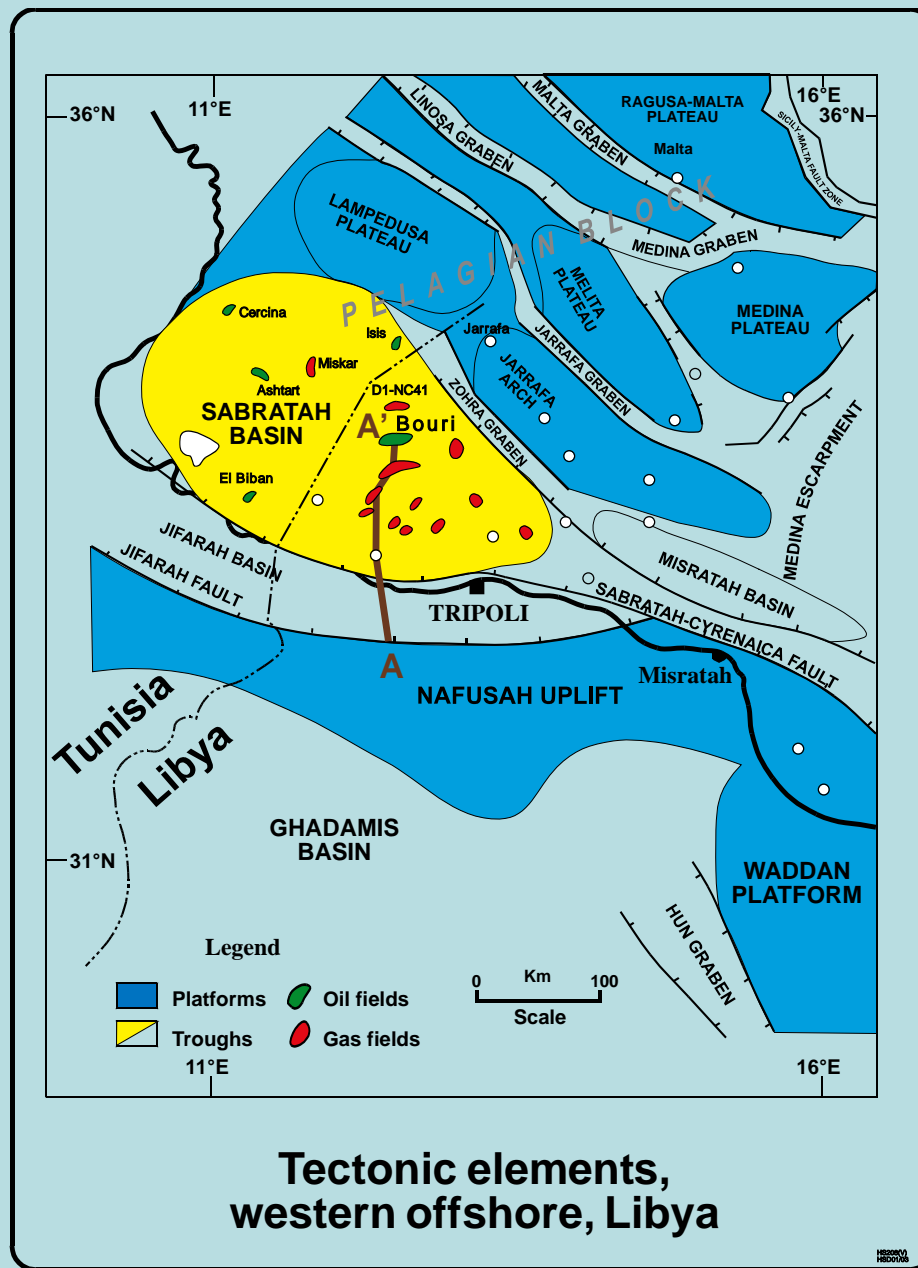 11°E
16°E
36°N
36°N
LINOSA GRABEN
MALTA GRABEN
RAGUSA-MALTA
PLATEAU
Malta
SICILY-MALTA FAULT ZONE
LAMPEDUSA
PLATEAU
PELAGIAN BLOCK
MEDINA GRABEN
MELITA
PLATEAU
MEDINA
PLATEAU
Cercina
Isis
Jarrafa
JARRAFA GRABEN
Miskar
Ashtart
D1-NC41
JARRAFA
ARCH
ZOHRA GRABEN
SABRATAH
BASIN
A’
Bouri
El Biban
MEDINA ESCARPMENT
JIFARAH BASIN
JIFARAH FAULT
MISRATAH BASIN
TRIPOLI
SABRATAH-CYRENAICA FAULT
A
Misratah
NAFUSAH UPLIFT
Tunisia
Libya
GHADAMIS
BASIN
31°N
WADDAN
PLATFORM
HUN GRABEN
Legend
Platforms
Oil fields
Troughs
Gas fields
0
Km
100
Scale
11°E
16°E
Tectonic elements,
western offshore, Libya
HS208(V)
HSD01/03